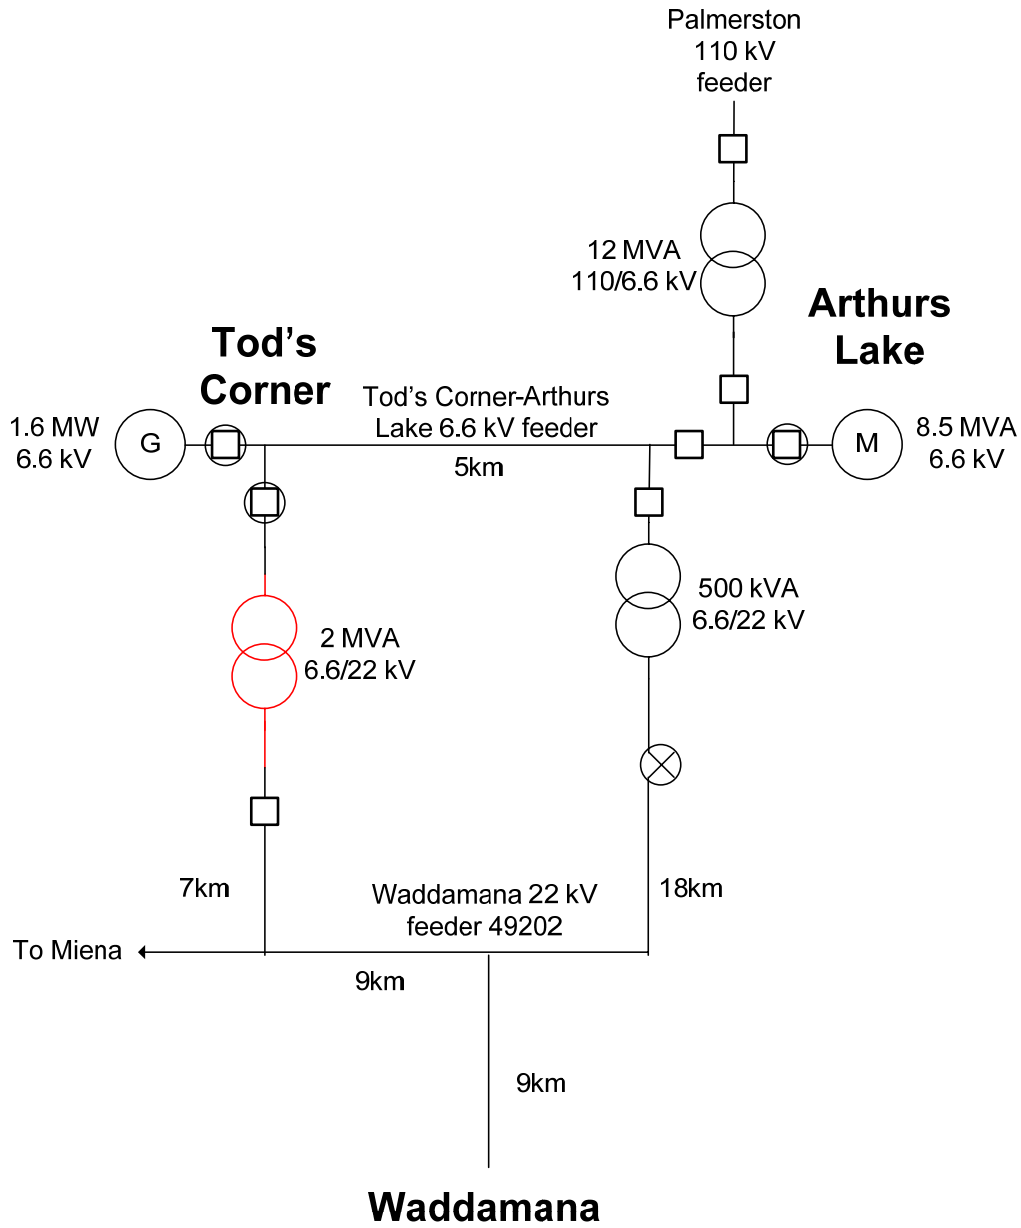 Palmerston
110 kV
feeder
12 MVA
110/6.6 kV
Arthurs
Lake
Tod's
Corner
Tod's Corner-Arthurs
Lake 6.6 kV feeder
5km
1.6 MW
6.6 kV
G
M
8.5 MVA
6.6 kV
2 MVA
6.6/22 kV
500 kVA
6.6/22 kV
7km
Waddamana 22 kV
feeder 49202
18km
To Miena
9km
9km
Waddamana